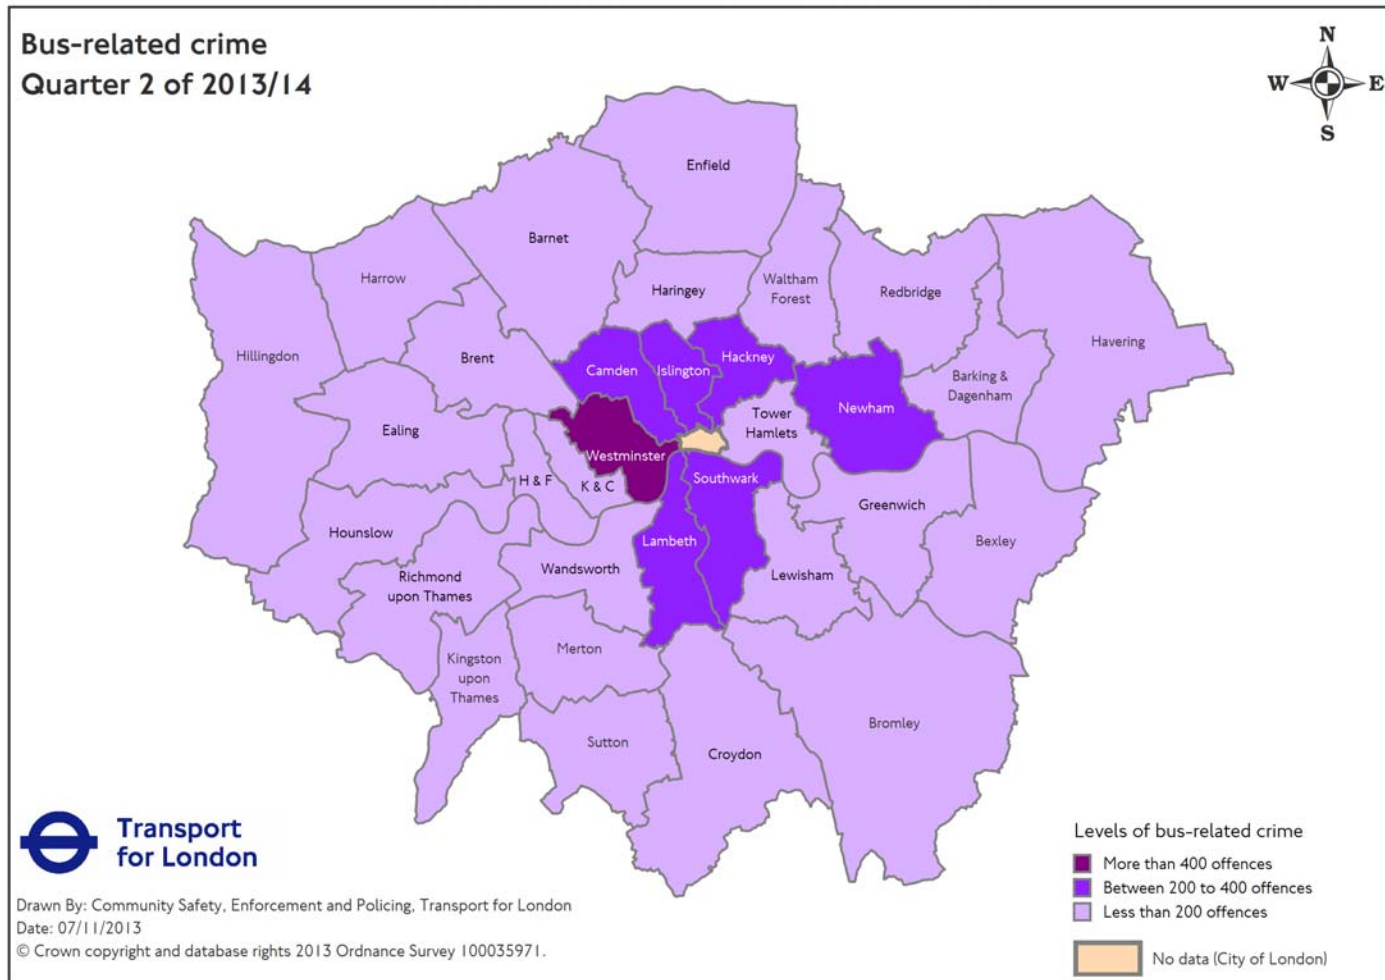 Bus-related crime
Quarter 2 of 2013/14
N
W
E
S
Enfield
Barnet
Harrow
Haringey
Waltham
Forest
Redbridge
Havering
Hillingdon
Brent
Camden
Islington
Hackney
Barking &
Dagenham
Newham
Ealing
Tower
Hamlets
Westminster
H & F
K & C
Southwark
Greenwich
Hounslow
Lambeth
Bexley
Richmond
upon Thames
Wandsworth
Lewisham
Kingston
upon
Thames
Merton
Sutton
Croydon
Bromley
Transport
for London
Drawn By: Community Safety, Enforcement and Policing, Transport for London
Date: 07/11/2013
© Crown copyright and database rights 2013 Ordnance Survey 100035971.
Levels of bus-related crime
More than 400 offences
Between 200 to 400 offences
Less than 200 offences
No data (City of London)